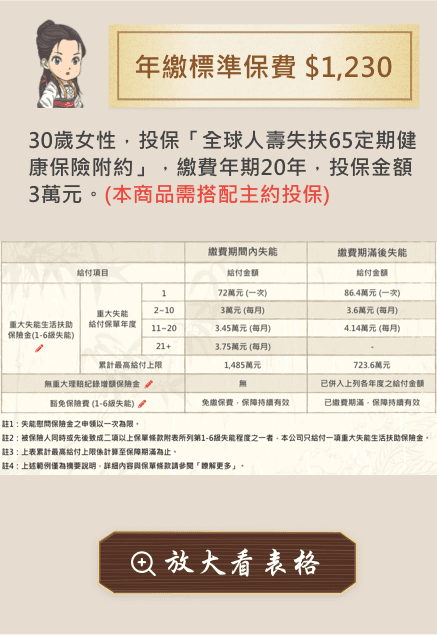 年繳標準保費 $1,230
30歲女性，投保「全球人壽失扶65定期健
康保險附約」，繳費年期20年，投保金額
3萬元。(本商品需搭配主約投保)
繳費期間內失能 繳費期滿後失能
給付項目 給付金額 給付金額
重大失能生活扶助
保險金(1-6級失能)
重大失能
給付保單年度
1 72萬元 (一次) 86.4萬元 (一次)
2~10 3萬元 (每月) 3.6萬元 (每月)
11~20 3.45萬元 (每月) 4.14萬元 (每月)
21+ 3.75萬元 (每月) -
累計最高給付上限 1,485萬元 723.6萬元
無重大理賠紀錄增額保險金 無 已併入上列各年度之給付金額
豁免保險費 (1-6級失能) 免繳保費，保障持續有效 已繳費期滿，保障持續有效
註1：失能慰問保險金之申領以一次為限。
註2：被保險人同時或先後致成二項以上保單條款附表所列第1-6級失能程度之一者，本公司只給付一項重大失能生活扶助保險金。
註3：上表累計最高給付上限係計算至保障期滿為止。
註4：上述範例僅為摘要說明，詳細內容與保單條款請參閱「瞭解更多」。
放大看表格